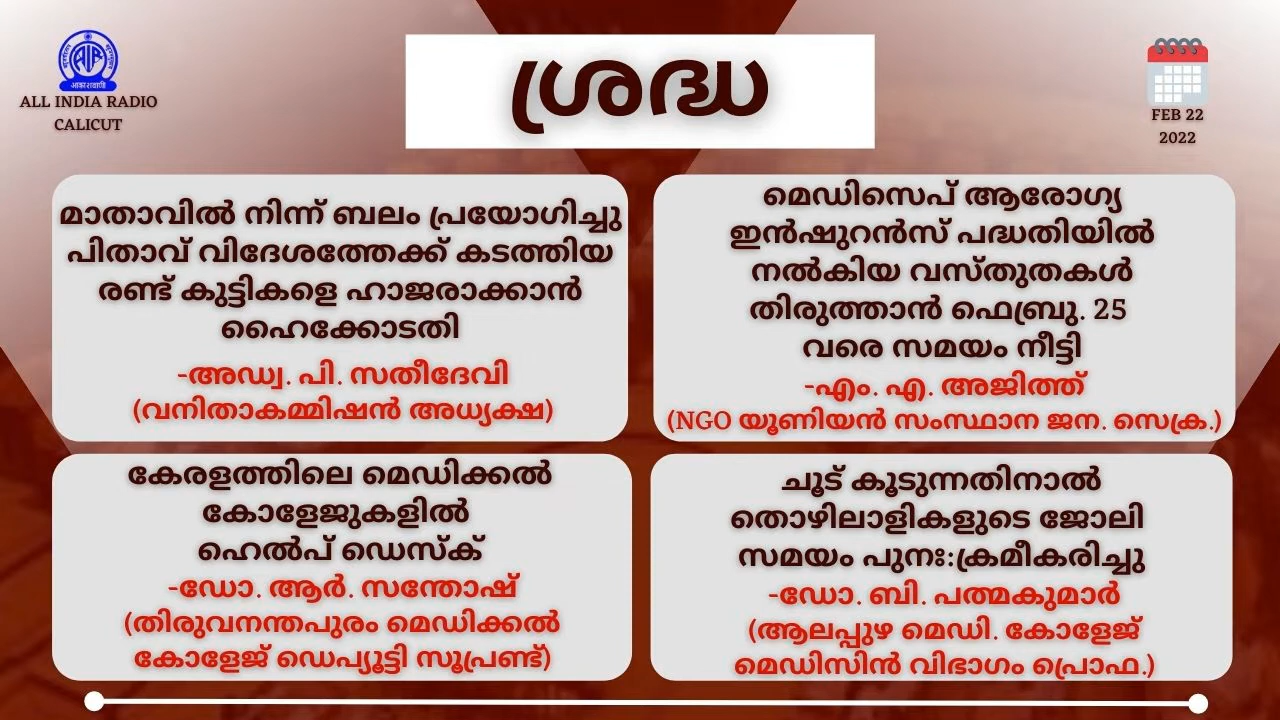 आकाशवाणी
ALL INDIA RADIO
CALICUT
ശ്രദ്ധ
FEB 22
2022
മാതാവിൽ നിന്ന് ബലം പ്രയോഗിച്ചു
പിതാവ് വിദേശത്തേക്ക് കടത്തിയ
രണ്ട് കുട്ടികളെ ഹാജരാക്കാൻ
ഹൈക്കോടതി
-അഡ്വ. പി. സതീദേവി
(വനിതാകമ്മിഷൻ അധ്യക്ഷ)
മെഡിസെപ് ആരോഗ്യ
ഇൻഷുറൻസ് പദ്ധതിയിൽ
നൽകിയ വസ്തുതകൾ
തിരുത്താൻ ഫെബ്രു. 25
വരെ സമയം നീട്ടി
-എം. എ. അജിത്ത്
(NGO യൂണിയൻ സംസ്ഥാന ജന. സെക്ര.)
കേരളത്തിലെ മെഡിക്കൽ
കോളേജുകളിൽ
ഹെൽപ് ഡെസ്ക്
-ഡോ. ആർ. സന്തോഷ്
(തിരുവനന്തപുരം മെഡിക്കൽ
കോളേജ് ഡെപ്യൂട്ടി സൂപ്രണ്ട്)
ചൂട് കൂടുന്നതിനാൽ
തൊഴിലാളികളുടെ ജോലി
സമയം പുനഃ:ക്രമീകരിച്ചു
-ഡോ. ബി. പത്മകുമാർ
(ആലപ്പുഴ മെഡി. കോളേജ്
മെഡിസിൻ വിഭാഗം പ്രൊഫ.)